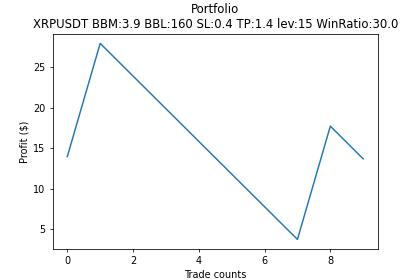 Portfolio
XRPUSDT BBM:3.9 BBL:160 SL:0.4 TP:1.4 lev:15 WinRatio:30.0
25
20
15
10
5
Profit ($)
0 2 4 6 8
Trade counts